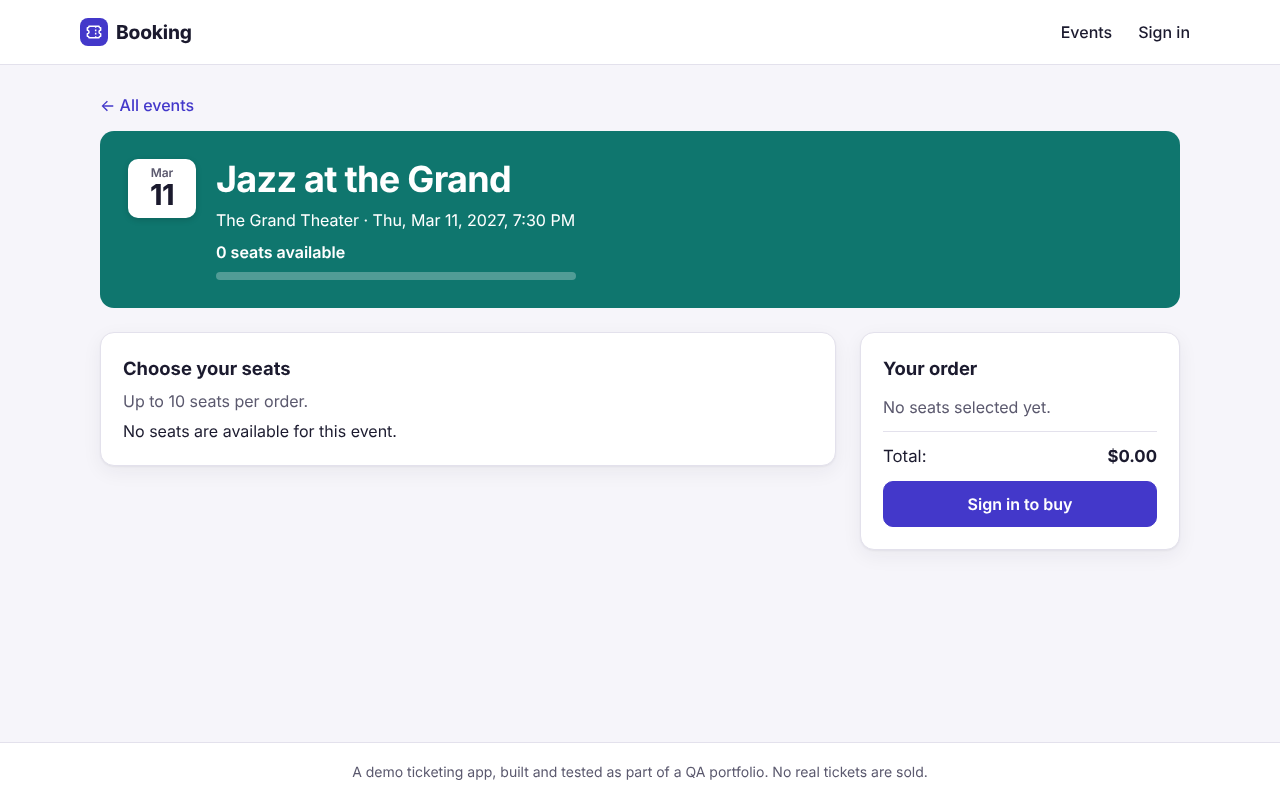 Booking
Events
Sign in
← All events
Mar
11
Jazz at the Grand
The Grand Theater · Thu, Mar 11, 2027, 7:30 PM
0 seats available
Choose your seats
Up to 10 seats per order.
No seats are available for this event.
Your order
No seats selected yet.
Total: $0.00
Sign in to buy
A demo ticketing app, built and tested as part of a QA portfolio. No real tickets are sold.